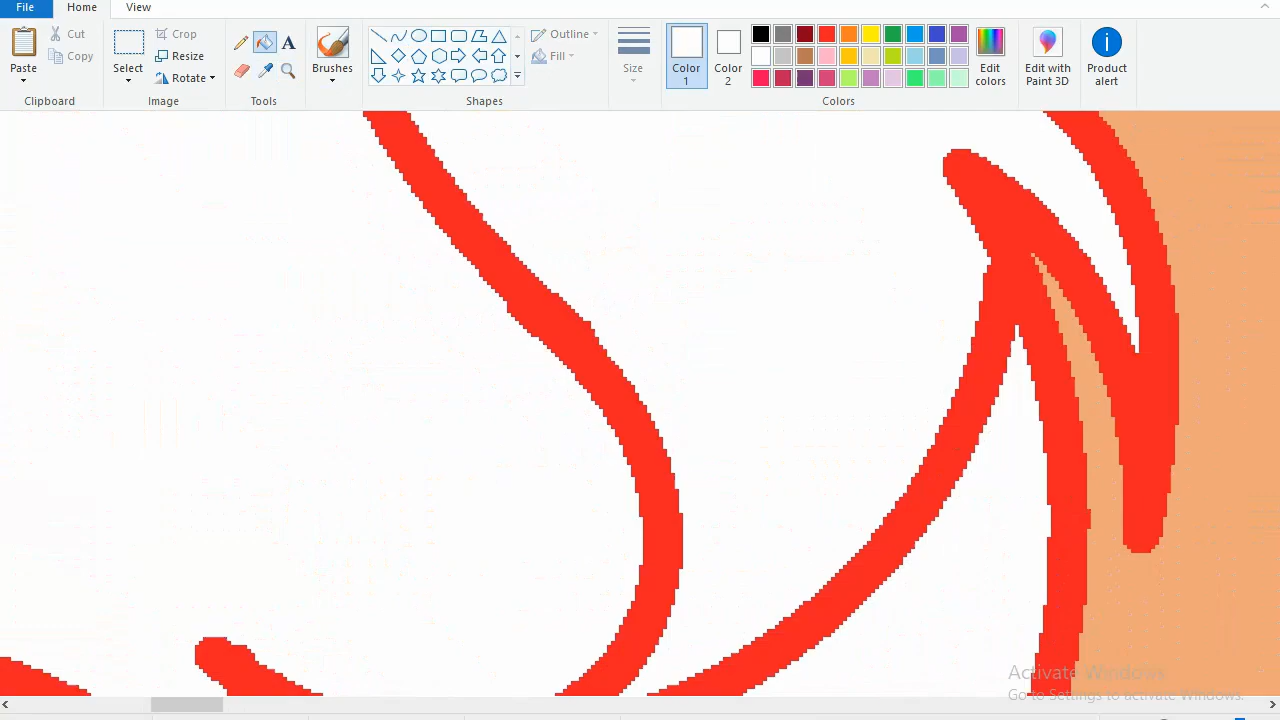 File Home View
Paste Cut Copy Clipboard
Select Crop Resize Rotate Image
A Tools
Brushes
Outline Fill Shapes
Size
Color 1 Color 2 Edit colors Colors
Edit with Paint 3D
Product alert
Activate Windows
Go to Settings to activate Windows.